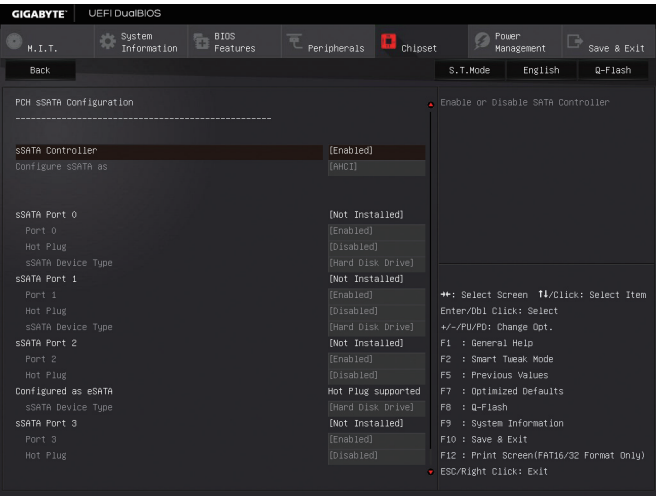 GIGABYTE™ UEFI DualBIOS
M.I.T. System Information BIOS Features Peripherals Chipset Power Management Save & Exit
Back S.T.Mode English Q-Flash
PCH sSATA Configuration
-------------------------------------------------
sSATA Controller [Enabled]
Configure sSATA as [AHCI]
sSATA Port 0 [Not Installed]
Port 0 [Enabled]
Hot Plug [Disabled]
sSATA Device Type [Hard Disk Drive]
sSATA Port 1 [Not Installed]
Port 1 [Enabled]
Hot Plug [Disabled]
sSATA Device Type [Hard Disk Drive]
sSATA Port 2 [Not Installed]
Port 2 [Enabled]
Hot Plug [Disabled]
Configured as eSATA Hot Plug supported
sSATA Device Type [Hard Disk Drive]
sSATA Port 3 [Not Installed]
Port 3 [Enabled]
Hot Plug [Disabled]
Enable or Disable SATA Controller
→←: Select Screen ↑↓/Click: Select Item
Enter/Dbl Click: Select
+/-/PU/PD: Change Opt.
F1 : General Help
F2 : Smart Tweak Mode
F5 : Previous Values
F7 : Optimized Defaults
F8 : Q-Flash
F9 : System Information
F10 : Save & Exit
F12 : Print Screen(FAT16/32 Format Only)
ESC/Right Click: Exit